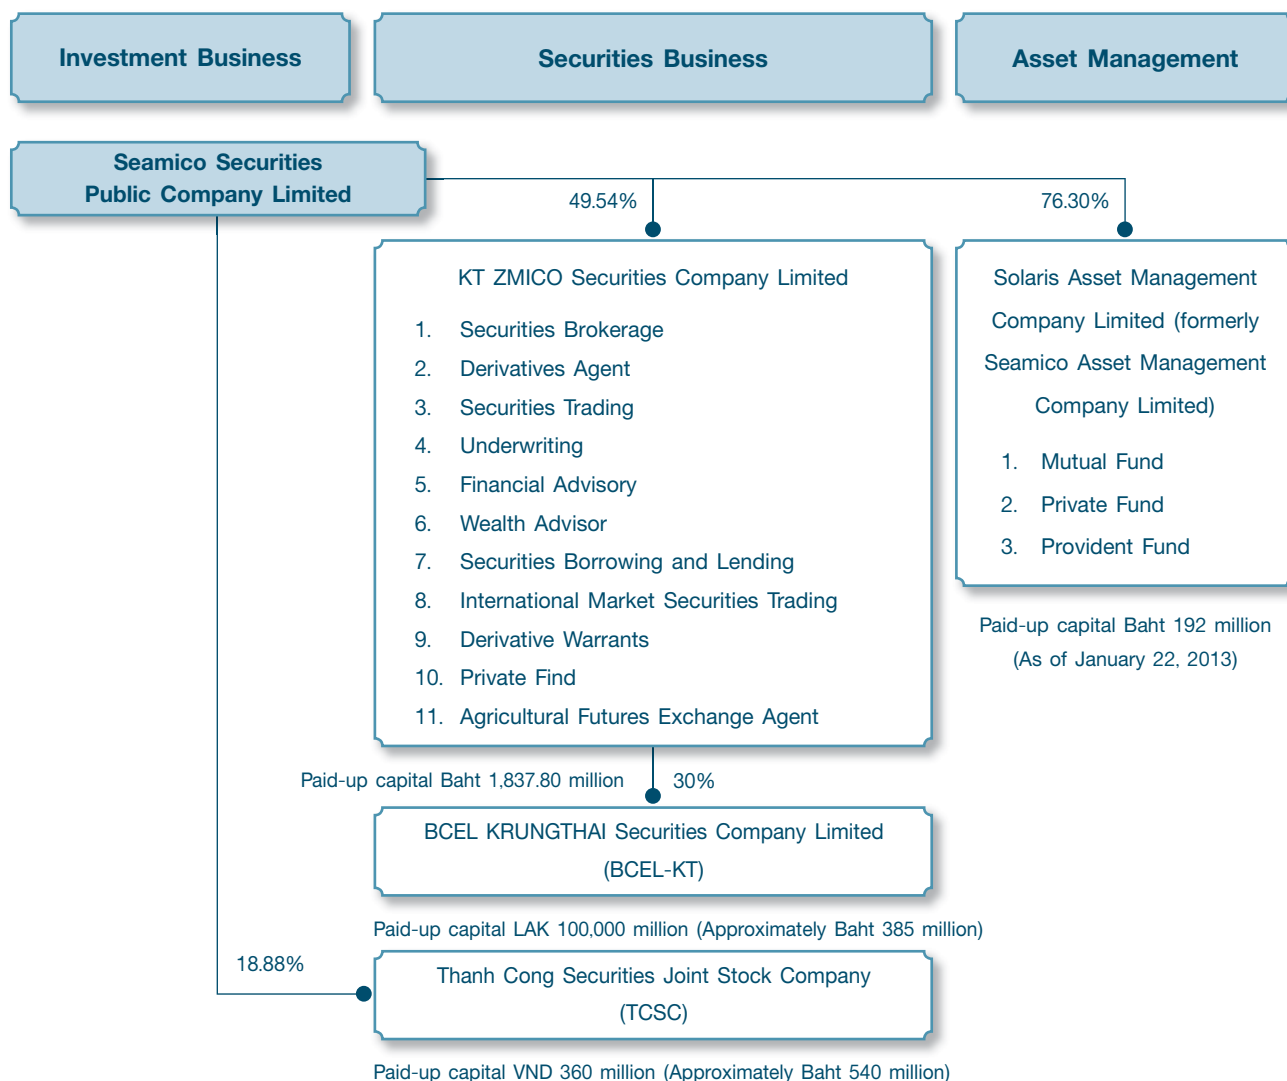 Investment Business
Securities Business
Asset Management
Seamico Securities
Public Company Limited
49.54%
76.30%
KT ZMICO Securities Company Limited
1. Securities Brokerage
2. Derivatives Agent
3. Securities Trading
4. Underwriting
5. Financial Advisory
6. Wealth Advisor
7. Securities Borrowing and Lending
8. International Market Securities Trading
9. Derivative Warrants
10. Private Find
11. Agricultural Futures Exchange Agent
Solaris Asset Management
Company Limited (formerly
Seamico Asset Management
Company Limited)
1. Mutual Fund
2. Private Fund
3. Provident Fund
Paid-up capital Baht 192 million
(As of January 22, 2013)
Paid-up capital Baht 1,837.80 million
30%
BCEL KRUNGTHAI Securities Company Limited
(BCEL-KT)
Paid-up capital LAK 100,000 million (Approximately Baht 385 million)
18.88%
Thanh Cong Securities Joint Stock Company
(TCSC)
Paid-up capital VND 360 million (Approximately Baht 540 million)